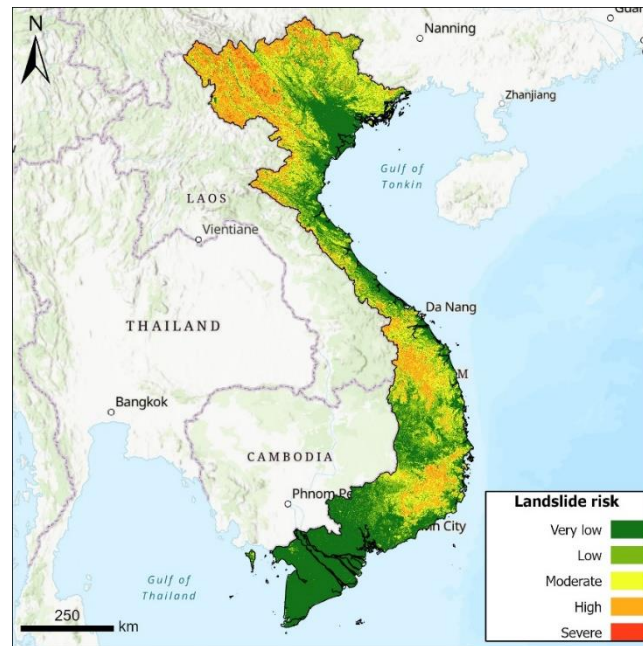 N
Nanning
Zhanjiang
Gulf of
Tonkin
LAOS
Vientiane
Da Nang
THAILAND
M
Bangkok
CAMBODIA
Phnom Pe
City
Gulf of
Thailand
250
km
Landslide risk
Very low
Low
Moderate
High
Severe